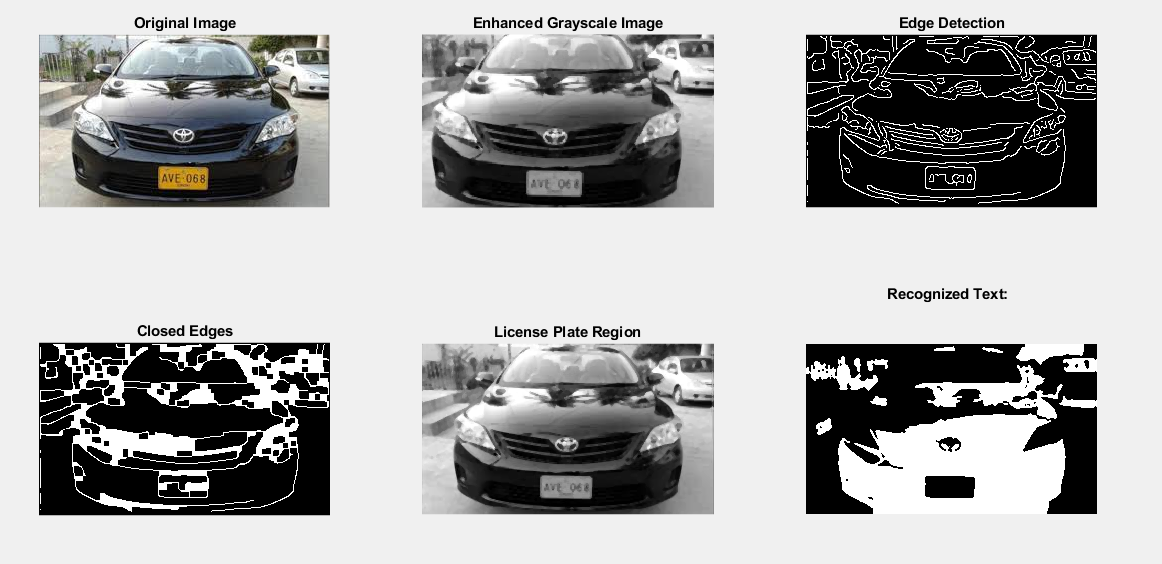 Original Image
Enhanced Grayscale Image
Edge Detection
AVE-068
AVE 068
Closed Edges
License Plate Region
Recognized Text:
AVE 068